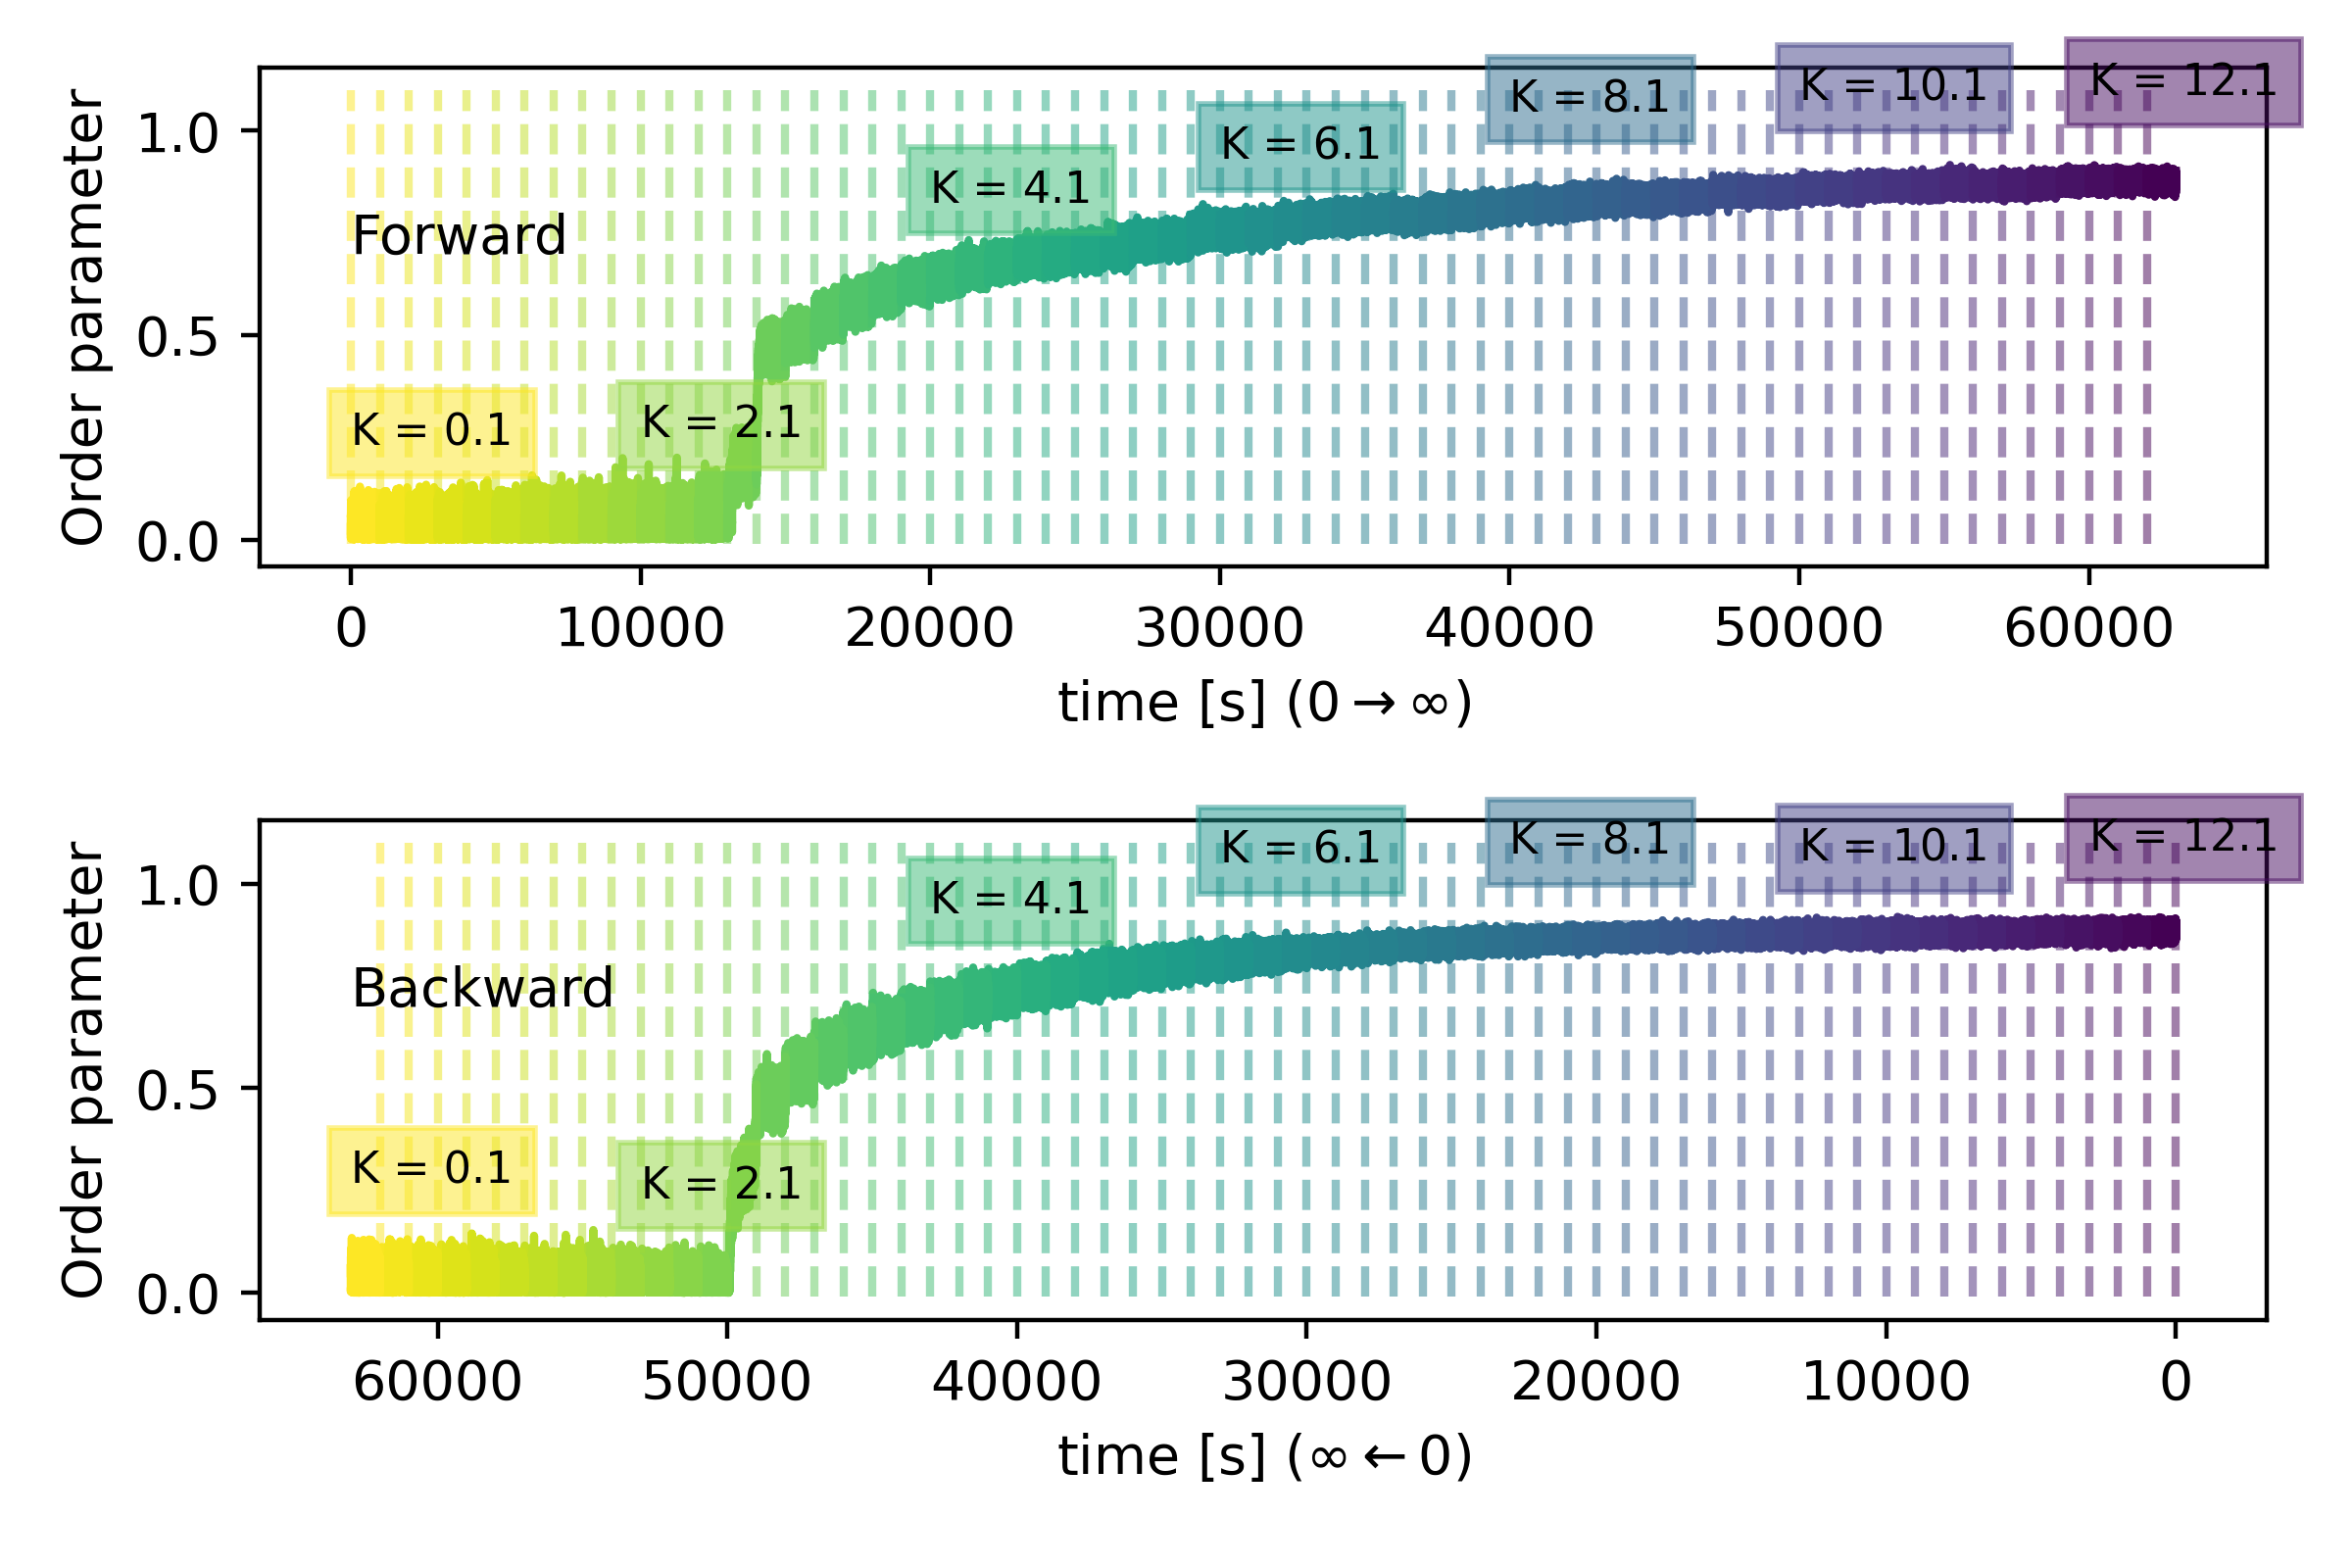 K = 12.1
K = 10.1
K = 8.1
K = 6.1
K = 4.1
K = 2.1
K = 0.1
Forward
Order parameter
1.0
0.5
0.0
0 10000 20000 30000 40000 50000 60000
time [s] (0 → ∞)
K = 12.1
K = 10.1
K = 8.1
K = 6.1
K = 4.1
K = 2.1
K = 0.1
Backward
Order parameter
1.0
0.5
0.0
60000 50000 40000 30000 20000 10000 0
time [s] (∞ ← 0)